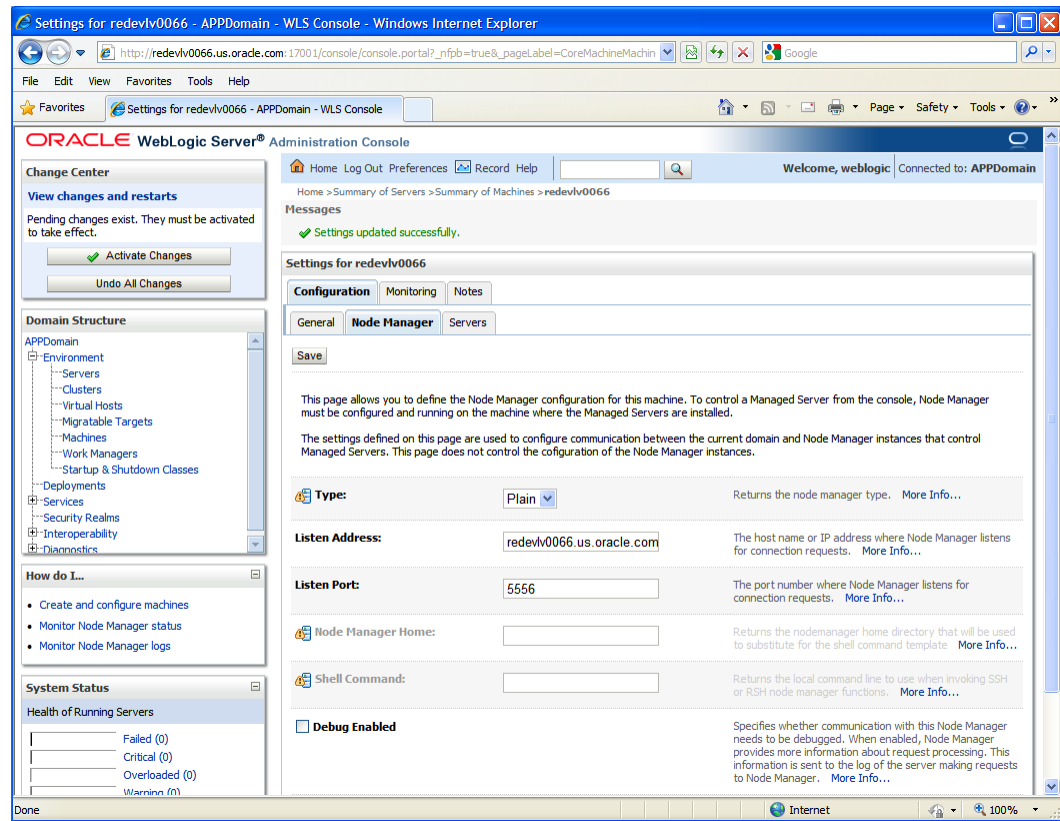 Settings for redevlv0066 - APPDomain - WLS Console - Windows Internet Explorer
http://redevlv0066.us.oracle.com:17001/console/console.portal?_nfpb=true&_pageLabel=CoreMachineMachin
Google
File Edit View Favorites Tools Help
Favorites
Settings for redevlv0066 - APPDomain - WLS Console
Page Safety Tools
ORACLE WebLogic Server® Administration Console
Change Center
View changes and restarts
Pending changes exist. They must be activated
to take effect.
Activate Changes
Undo All Changes
Domain Structure
APPDomain
Environment
Servers
Clusters
Virtual Hosts
Migratable Targets
Machines
Work Managers
Startup & Shutdown Classes
Deployments
Services
Security Realms
Interoperability
Diagnostics
How do I...
Create and configure machines
Monitor Node Manager status
Monitor Node Manager logs
System Status
Health of Running Servers
Failed (0)
Critical (0)
Overloaded (0)
Warning (0)
Home Log Out Preferences Record Help
Welcome, weblogic Connected to: APPDomain
Home >Summary of Servers >Summary of Machines >redevlv0066
Messages
Settings updated successfully.
Settings for redevlv0066
Configuration Monitoring Notes
General Node Manager Servers
Save
This page allows you to define the Node Manager configuration for this machine. To control a Managed Server from the console, Node Manager
must be configured and running on the machine where the Managed Servers are installed.
The settings defined on this page are used to configure communication between the current domain and Node Manager instances that control
Managed Servers. This page does not control the cofiguration of the Node Manager instances.
Type: Plain Returns the node manager type. More Info...
Listen Address: redevlv0066.us.oracle.com The host name or IP address where Node Manager listens
for connection requests. More Info...
Listen Port: 5556 The port number where Node Manager listens for
connection requests. More Info...
Node Manager Home: Returns the nodemanager home directory that will be used
to substitute for the shell command template More Info...
Shell Command: Returns the local command line to use when invoking SSH
or RSH node manager functions. More Info...
Debug Enabled Specifies whether communication with this Node Manager
needs to be debugged. When enabled, Node Manager
provides more information about request processing. This
information is sent to the log of the server making requests
to Node Manager. More Info...
Done
Internet
100%